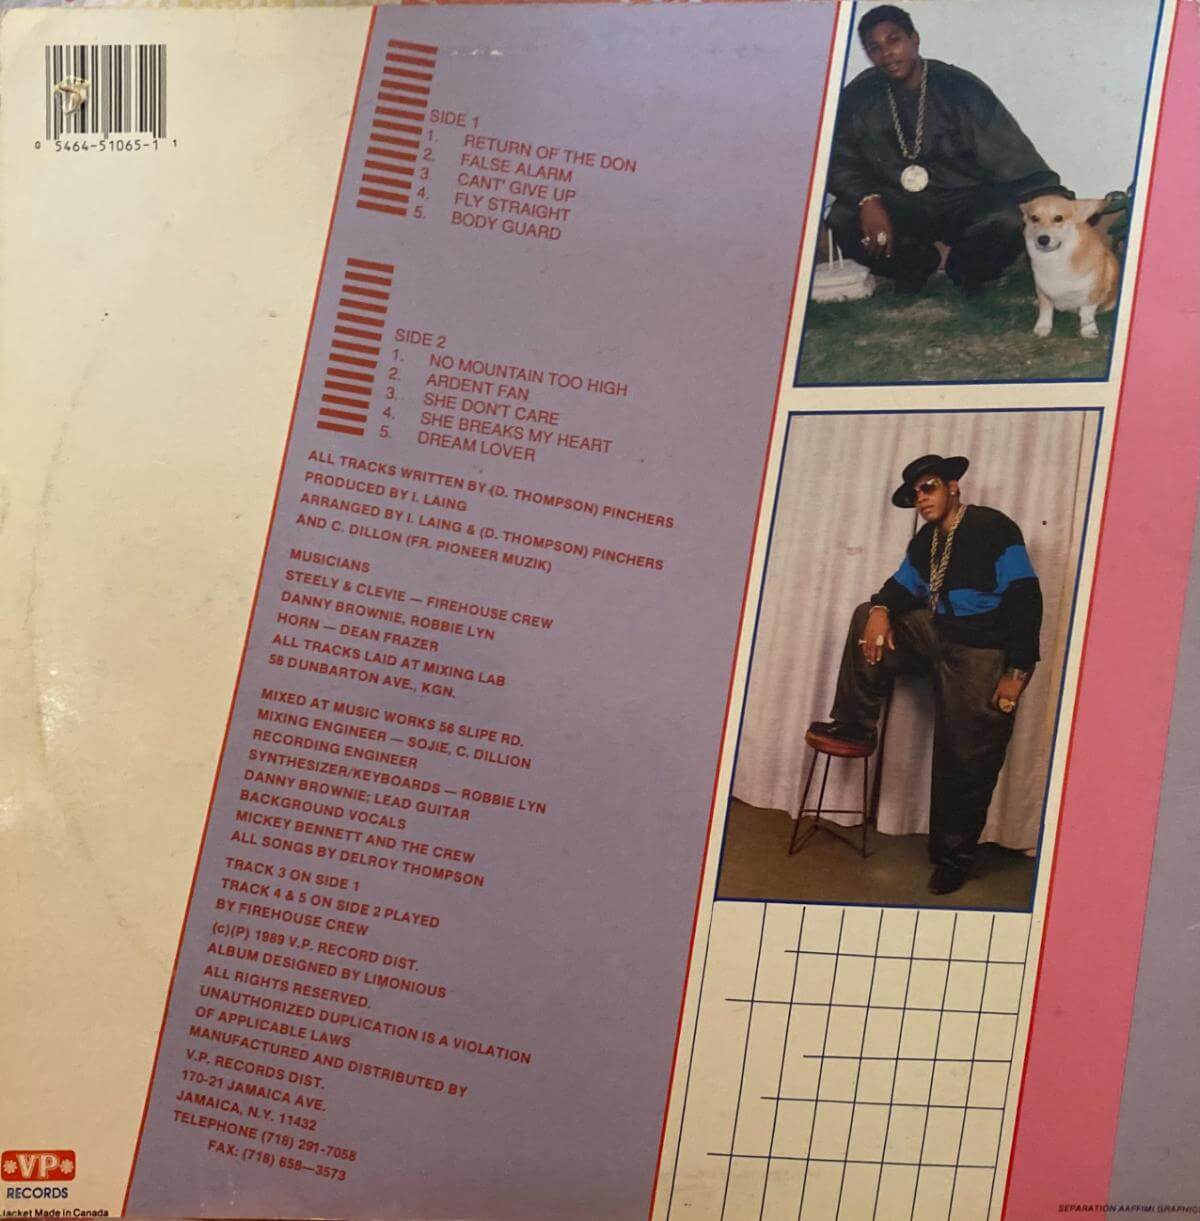 0 5464-51065-1 1
SIDE 1
1. RETURN OF THE DON
2. FALSE ALARM
3. CANT' GIVE UP
4. FLY STRAIGHT
5. BODY GUARD
SIDE 2
1. NO MOUNTAIN TOO HIGH
2. ARDENT FAN
3. SHE DON'T CARE
4. SHE BREAKS MY HEART
5. DREAM LOVER
ALL TRACKS WRITTEN BY (D. THOMPSON) PINCHERS
PRODUCED BY I. LAING
ARRANGED BY I. LAING & (D. THOMPSON) PINCHERS
AND C. DILLON (FR. PIONEER MUZIK)
MUSICIANS
STEELY & CLEVIE — FIREHOUSE CREW
DANNY BROWNIE, ROBBIE LYN
HORN — DEAN FRAZER
ALL TRACKS LAID AT MIXING LAB
58 DUNBARTON AVE., KGN.
MIXED AT MUSIC WORKS 56 SLIPE RD.
MIXING ENGINEER — SOJIE, C. DILLION
RECORDING ENGINEER
SYNTHESIZER/KEYBOARDS — ROBBIE LYN
DANNY BROWNIE; LEAD GUITAR
BACKGROUND VOCALS
MICKEY BENNETT AND THE CREW
ALL SONGS BY DELROY THOMPSON
TRACK 3 ON SIDE 1
TRACK 4 & 5 ON SIDE 2 PLAYED
BY FIREHOUSE CREW
(c)(P) 1989 V.P. RECORD DIST.
ALBUM DESIGNED BY LIMONIOUS
ALL RIGHTS RESERVED.
UNAUTHORIZED DUPLICATION IS A VIOLATION
OF APPLICABLE LAWS
MANUFACTURED AND DISTRIBUTED BY
V.P. RECORDS DIST.
170-21 JAMAICA AVE.
JAMAICA, N.Y. 11432
TELEPHONE (718) 291-7058
FAX: (718) 658—3573
VP
RECORDS
Jacket Made in Canada
SEPARATION AAFFIMI GRAPHIC